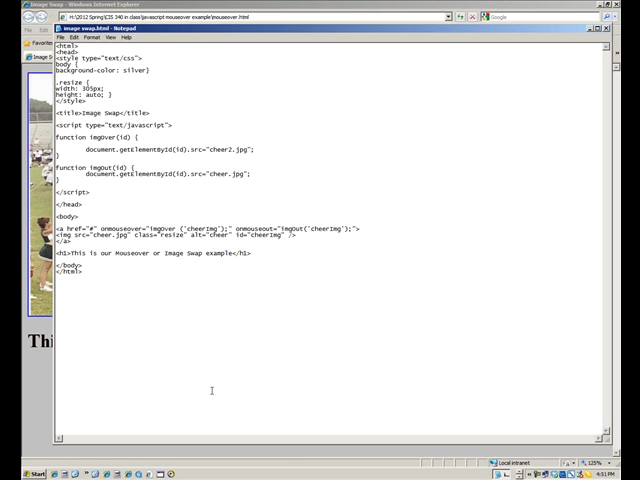 Image Swap - Windows Internet Explorer
H:\2012 Spring\CIS 340 in class\javascript mouseover example\mouseover.html
Google
Favorites
Image Sw
image swap.html - Notepad
File Edit Format View Help
<html>
<head>
<style type="text/css">
body {
background-color: silver}
.resize {
width: 305px;
height: auto; }
</style>
<title>Image Swap</title>
<script type="text/javascript">
function imgOver(id) {
document.getElementById(id).src="cheer2.jpg";
}
function imgOut(id) {
document.getElementById(id).src="cheer.jpg";
}
</script>
</head>
<body>
<a href="#" onmouseover="imgOver ('cheerImg');" onmouseout="imgOut('cheerImg');">
<img src="cheer.jpg" class="resize" alt="cheer" id="cheerImg" />
</a>
<h1>This is our Mouseover or Image Swap example</h1>
</body>
</html>
Thi
Local intranet
125%
Start
4:51 PM